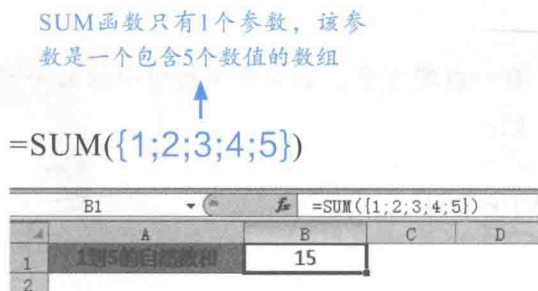 SUM函数只有1个参数，该参
数是一个包含5个数值的数组
=SUM({1;2;3;4;5})
B1 fx =SUM({1;2;3;4;5})
A B C D
1 1到5的自然数和 15
2